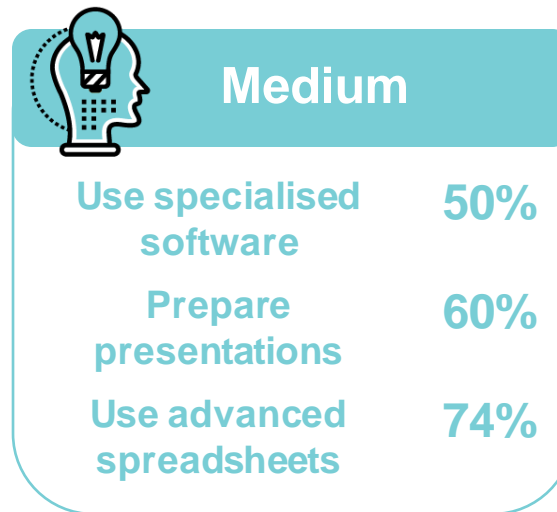 Medium
Use specialised
software
50%
Prepare
presentations
60%
Use advanced
spreadsheets
74%